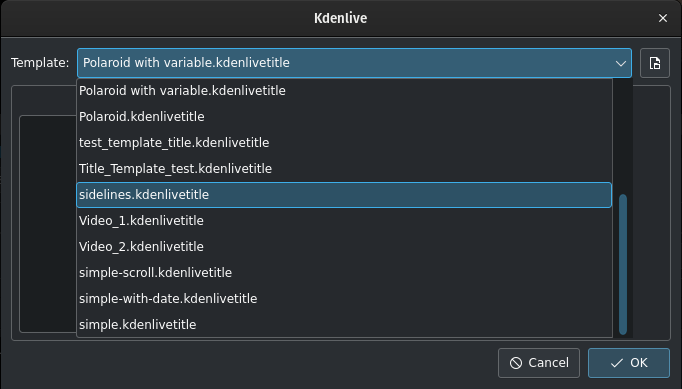 Kdenlive
Template: Polaroid with variable.kdenlivetitle
Polaroid with variable.kdenlivetitle
Polaroid.kdenlivetitle
test_template_title.kdenlivetitle
Title_Template_test.kdenlivetitle
sidelines.kdenlivetitle
Video_1.kdenlivetitle
Video_2.kdenlivetitle
simple-scroll.kdenlivetitle
simple-with-date.kdenlivetitle
simple.kdenlivetitle
Cancel OK